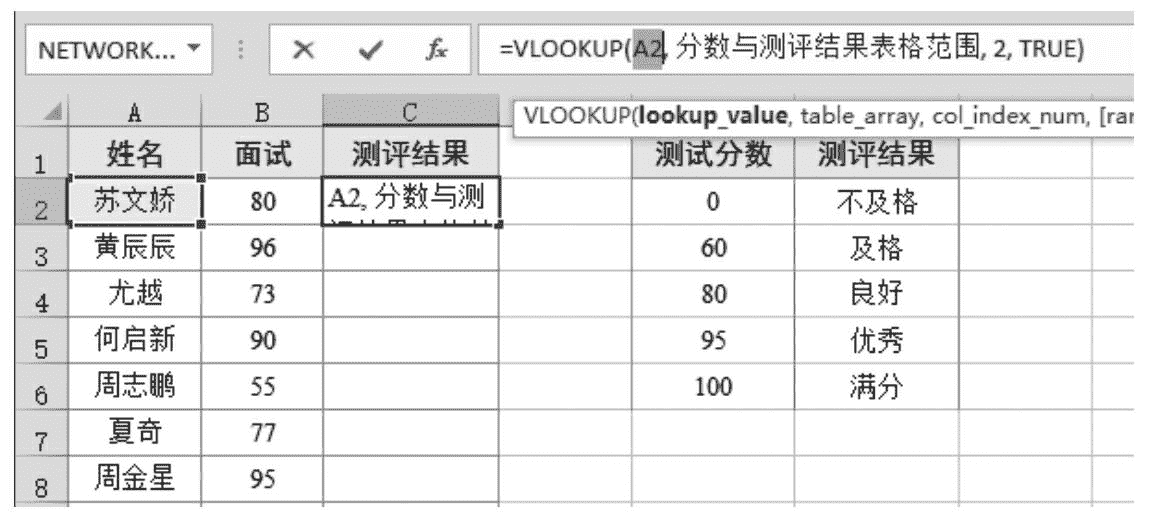 NETWORK... =VLOOKUP(A2, 分数与测评结果表格范围, 2, TRUE)
A B C VLOOKUP(lookup_value, table_array, col_index_num, [ran
1 姓名 面试 测评结果 测试分数 测评结果
2 苏文娇 80 A2, 分数与测 0 不及格
3 黄辰辰 96 60 及格
4 尤越 73 80 良好
5 何启新 90 95 优秀
6 周志鹏 55 100 满分
7 夏奇 77
8 周金星 95